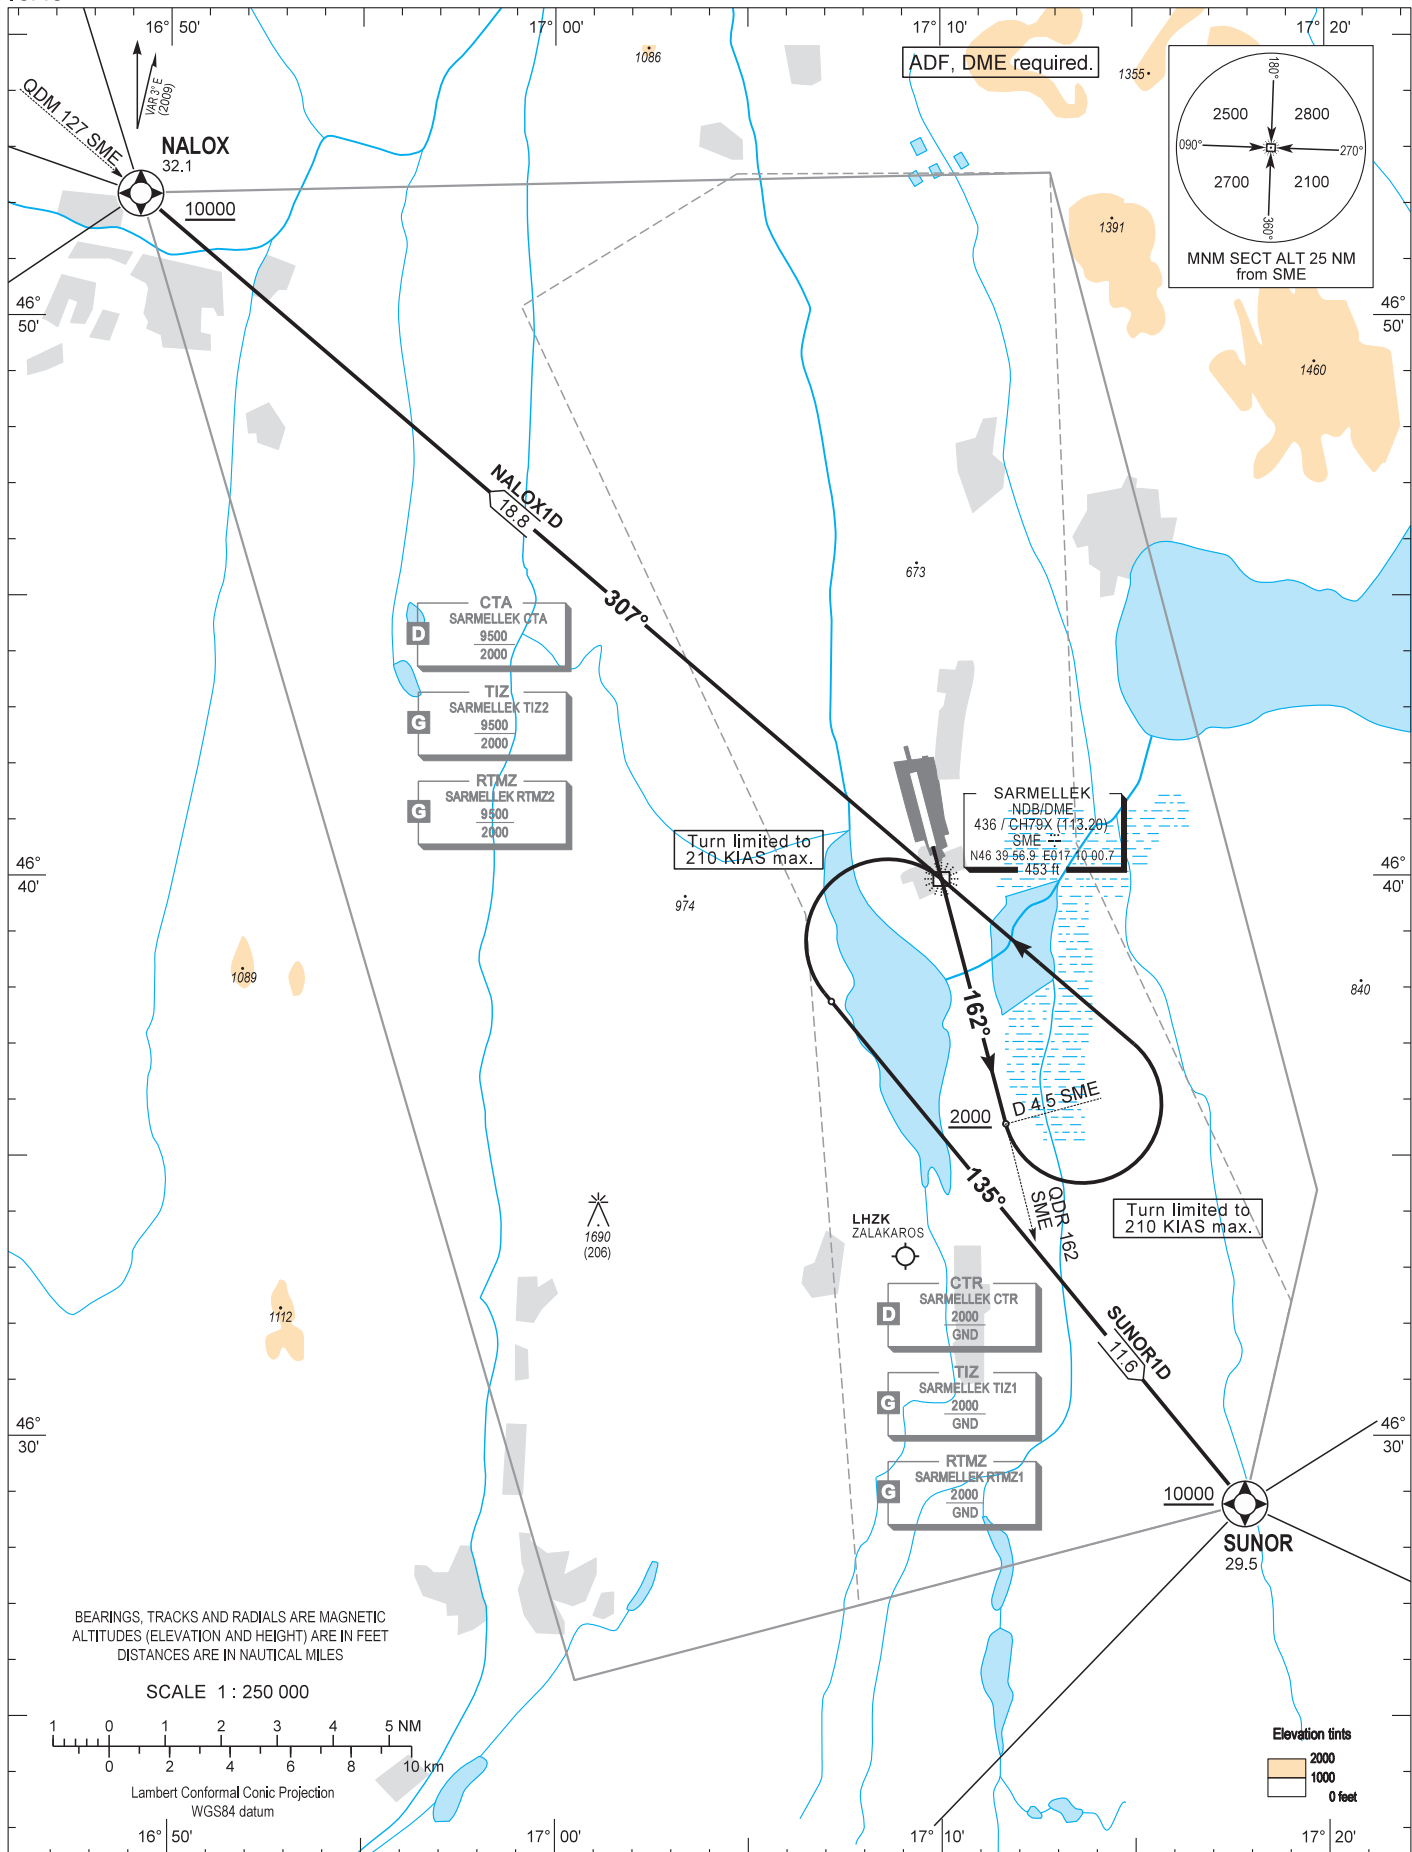 16° 50'
17° 00'
17° 10'
17° 20'
ADF, DME required.
1086
1355
QDM 127 SME
VAR 3° E
(2009)
NALOX
32.1
10000
180°
2500
2800
090°
270°
2700
2100
360°
MNM SECT ALT 25 NM
from SME
1391
46°
50'
46°
50'
1460
NALOX1D
18.8
673
307°
CTA
SARMELLEK CTA
D
9500
2000
TIZ
SARMELLEK TIZ2
G
9500
2000
RTMZ
SARMELLEK RTMZ2
G
9500
2000
SARMELLEK
NDB/DME
436 / CH79X (113.20)
SME
N46 39 56.9 E017 10 00.7
453 ft
Turn limited to
210 KIAS max.
46°
40'
46°
40'
974
1089
840
162°
D 4.5 SME
2000
135°
QDR 162
SME
Turn limited to
210 KIAS max.
1690
(206)
LHZK
ZALAKAROS
1112
CTR
SARMELLEK CTR
D
2000
GND
TIZ
SARMELLEK TIZ1
G
2000
GND
RTMZ
SARMELLEK RTMZ1
G
2000
GND
SUNOR1D
11.6
46°
30'
46°
30'
10000
SUNOR
29.5
BEARINGS, TRACKS AND RADIALS ARE MAGNETIC
ALTITUDES (ELEVATION AND HEIGHT) ARE IN FEET
DISTANCES ARE IN NAUTICAL MILES
SCALE 1 : 250 000
1 0 1 2 3 4 5 NM
0 2 4 6 8 10 km
Lambert Conformal Conic Projection
WGS84 datum
Elevation tints
2000
1000
0 feet
16° 50'
17° 00'
17° 10'
17° 20'